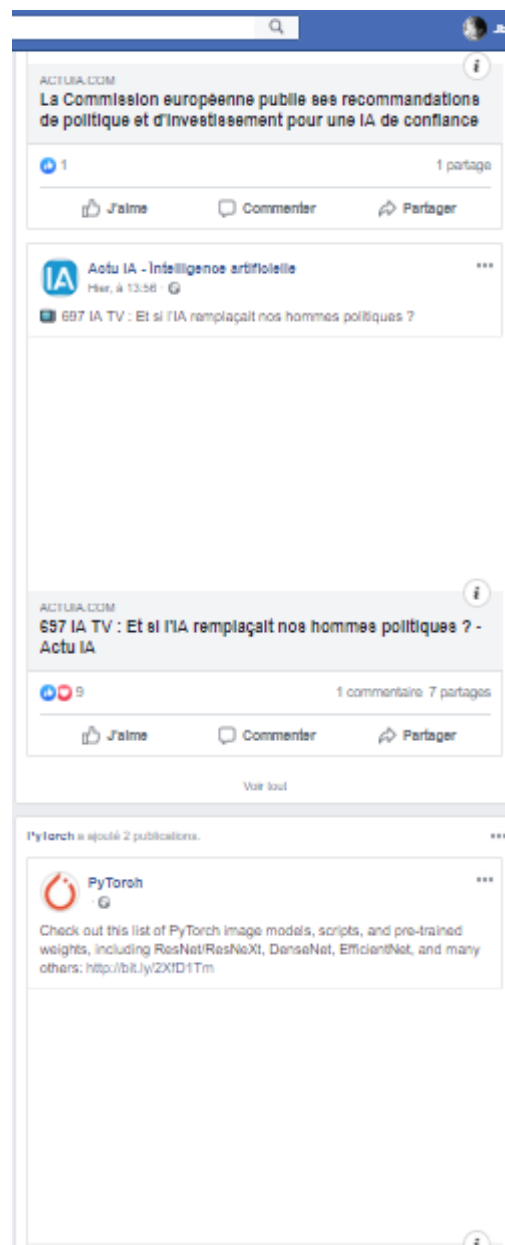 ACTUIA.COM
La Commission européenne publie ses recommandations
de politique et d'investissement pour une IA de confiance
1
1 partage
J'aime
Commenter
Partager
IA
Actu IA - Intelligence artificielle
Hier, à 13:56
697 IA TV : Et si l'IA remplaçait nos hommes politiques ?
ACTUIA.COM
697 IA TV : Et si l'IA remplaçait nos hommes politiques ? -
Actu IA
9
1 commentaire 7 partages
J'aime
Commenter
Partager
Voir tout
PyTorch a ajouté 2 publications.
PyTorch
Check out this list of PyTorch image models, scripts, and pre-trained
weights, including ResNet/ResNeXt, DenseNet, EfficientNet, and many
others: http://bit.ly/2XfD1Tm